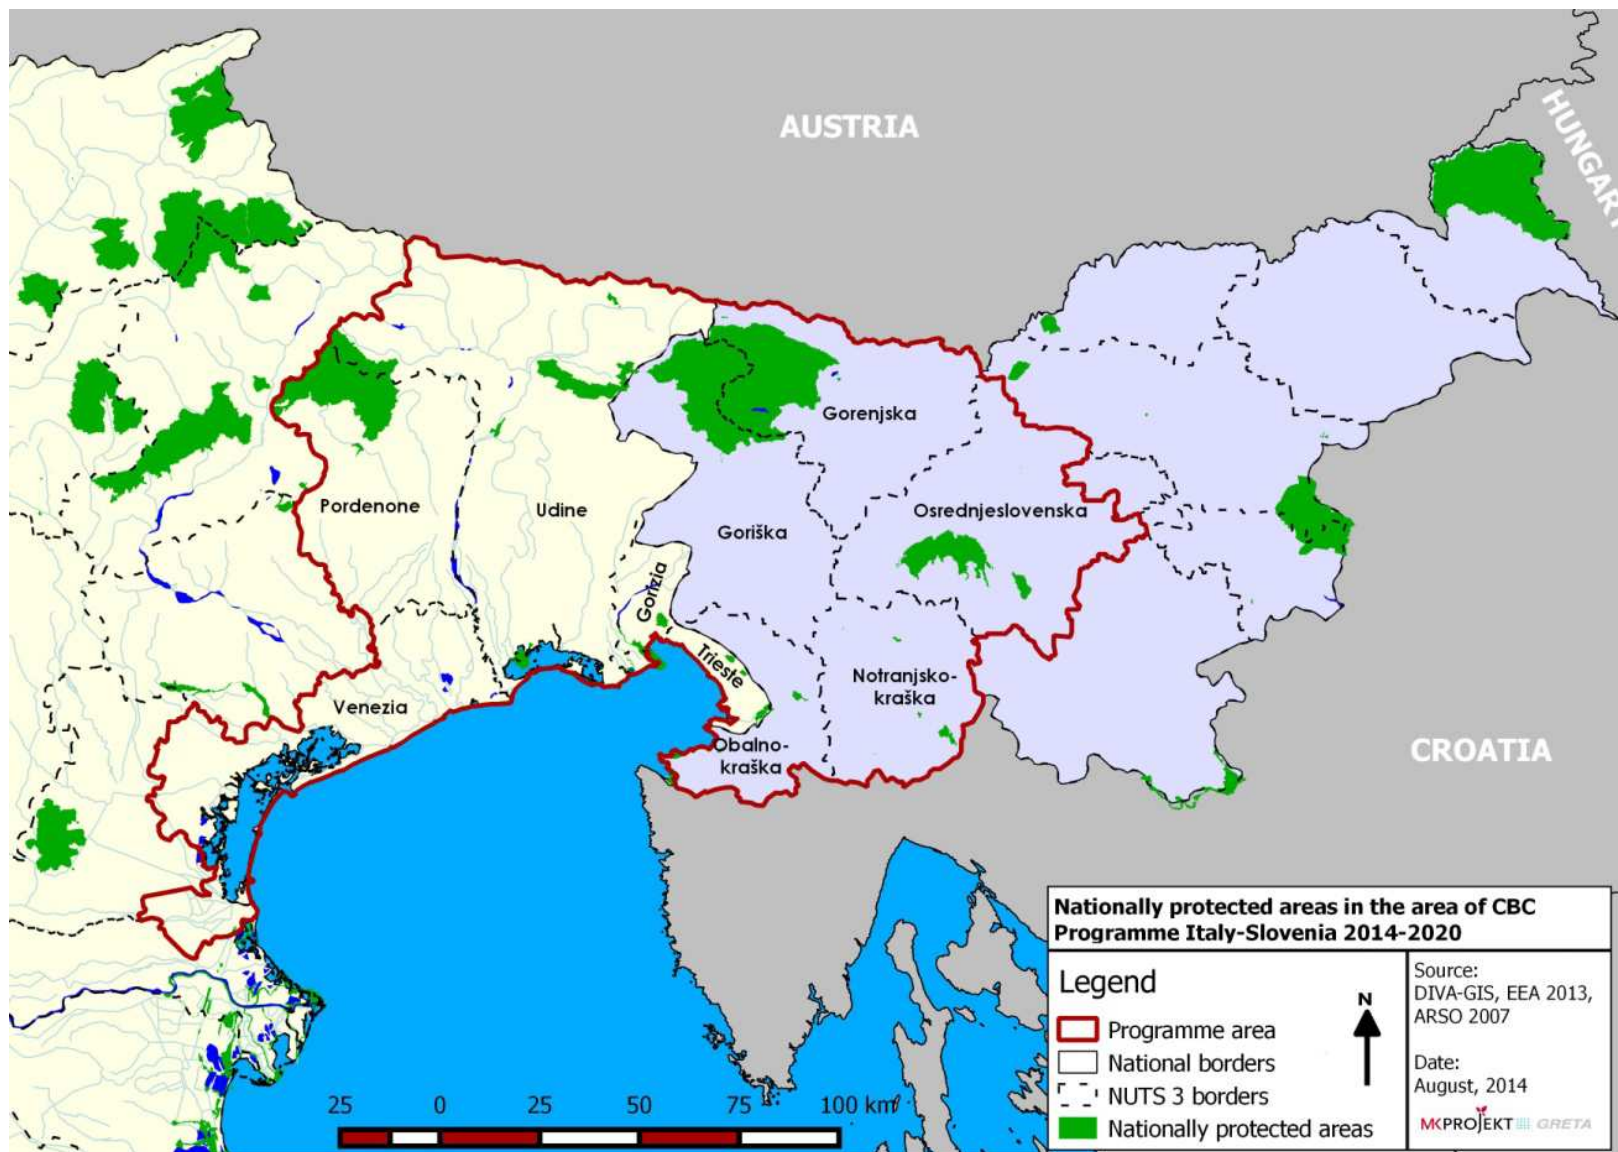 AUSTRIA
HUNGARY
Gorenjska
Pordenone
Udine
Osrednjeslovenska
Goriška
Gorizia
Trieste
Notranjsko-
kraška
Venezia
Obalno-
kraška
CROATIA
Nationally protected areas in the area of CBC
Programme Italy-Slovenia 2014-2020
Legend
Programme area
National borders
NUTS 3 borders
Nationally protected areas
N
Source:
DIVA-GIS, EEA 2013,
ARSO 2007
Date:
August, 2014
MKPROJEKT GRETA
25 0 25 50 75 100 km